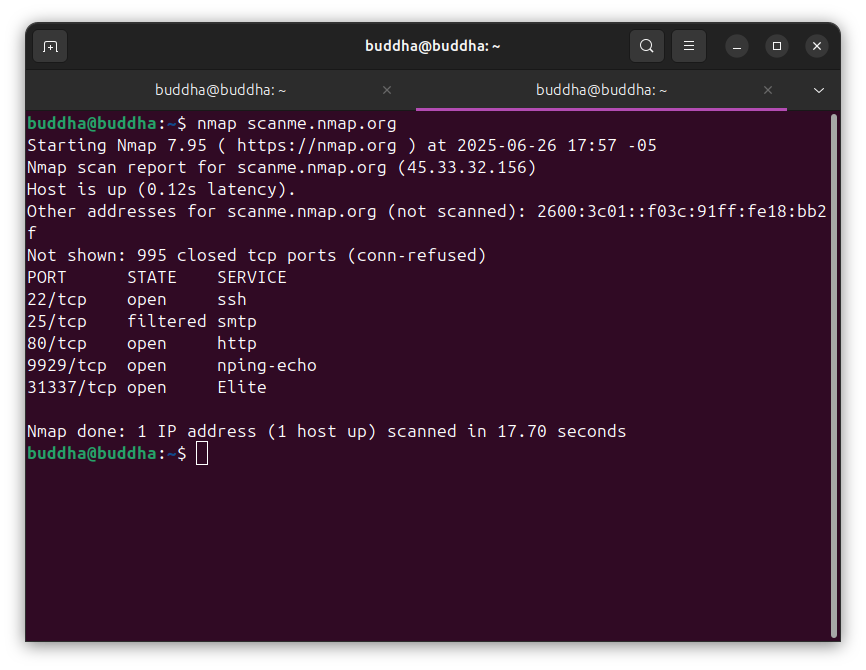 buddha@buddha: ~
buddha@buddha: ~
buddha@buddha: ~
buddha@buddha:~$ nmap scanme.nmap.org
Starting Nmap 7.95 ( https://nmap.org ) at 2025-06-26 17:57 -05
Nmap scan report for scanme.nmap.org (45.33.32.156)
Host is up (0.12s latency).
Other addresses for scanme.nmap.org (not scanned): 2600:3c01::f03c:91ff:fe18:bb2
f
Not shown: 995 closed tcp ports (conn-refused)
PORT      STATE    SERVICE
22/tcp    open     ssh
25/tcp    filtered smtp
80/tcp    open     http
9929/tcp  open     nping-echo
31337/tcp open     Elite
Nmap done: 1 IP address (1 host up) scanned in 17.70 seconds
buddha@buddha:~$